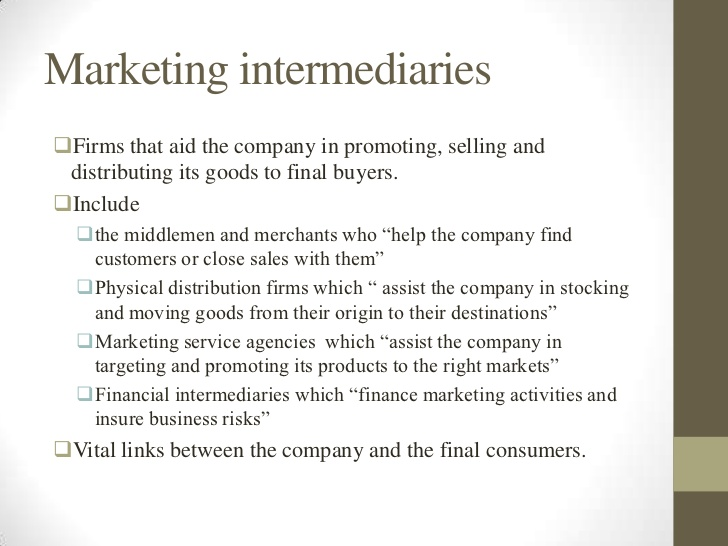 Marketing intermediaries
Firms that aid the company in promoting, selling and
distributing its goods to final buyers.
Include
the middlemen and merchants who “help the company find
customers or close sales with them”
Physical distribution firms which “ assist the company in stocking
and moving goods from their origin to their destinations”
Marketing service agencies  which “assist the company in
targeting and promoting its products to the right markets”
Financial intermediaries which “finance marketing activities and
insure business risks”
Vital links between the company and the final consumers.